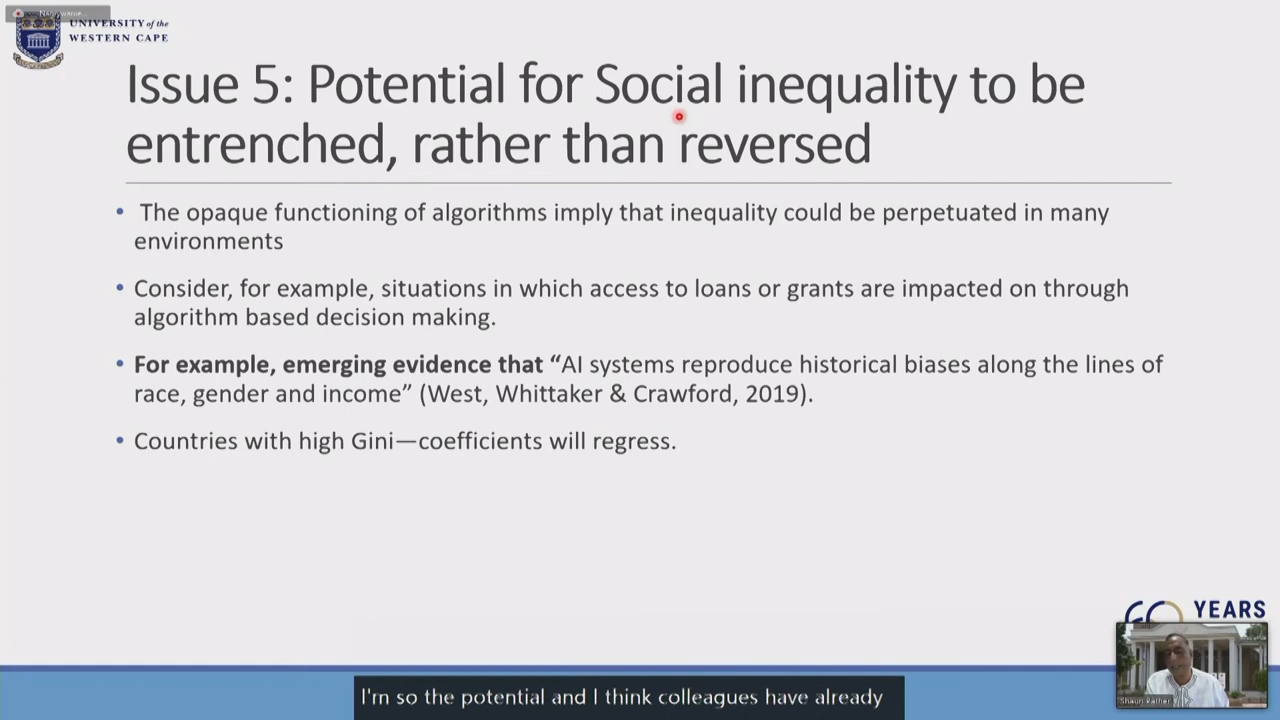 UNIVERSITY of the
WESTERN CAPE
Issue 5: Potential for Social inequality to be
entrenched, rather than reversed
• The opaque functioning of algorithms imply that inequality could be perpetuated in many
environments
• Consider, for example, situations in which access to loans or grants are impacted on through
algorithm based decision making.
• For example, emerging evidence that “AI systems reproduce historical biases along the lines of
race, gender and income” (West, Whittaker & Crawford, 2019).
• Countries with high Gini—coefficients will regress.
YEARS
Shaun Pather
I'm so the potential and I think colleagues have already